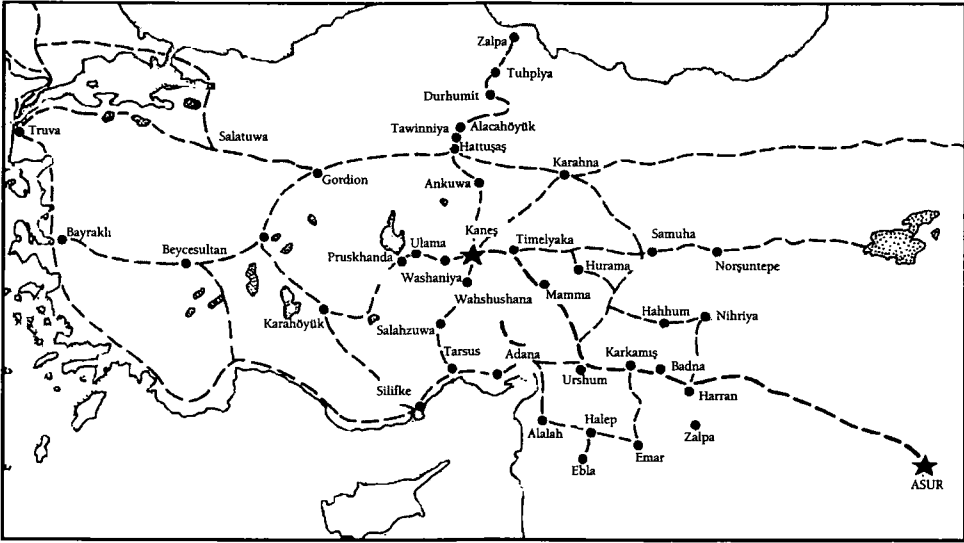 Zalpa
TuhpIya
Durhumit
Tawinniya
Alacahöyük
Truva
Salatuwa
Hattuşaş
Karahna
Gordion
Ankuwa
Kaneş
Bayraklı
Beycesultan
Ulama
Timelyaka
Samuha
Pruskhanda
Washaniya
Hurama
Norşuntepe
Wahshushana
Mamma
Karahöyük
Salahzuwa
Hahhum
Nihriya
Tarsus
Adana
Karkamış
Badna
Urshum
Harran
Silifke
Alalah
Halep
Zalpa
Ebla
Emar
ASUR